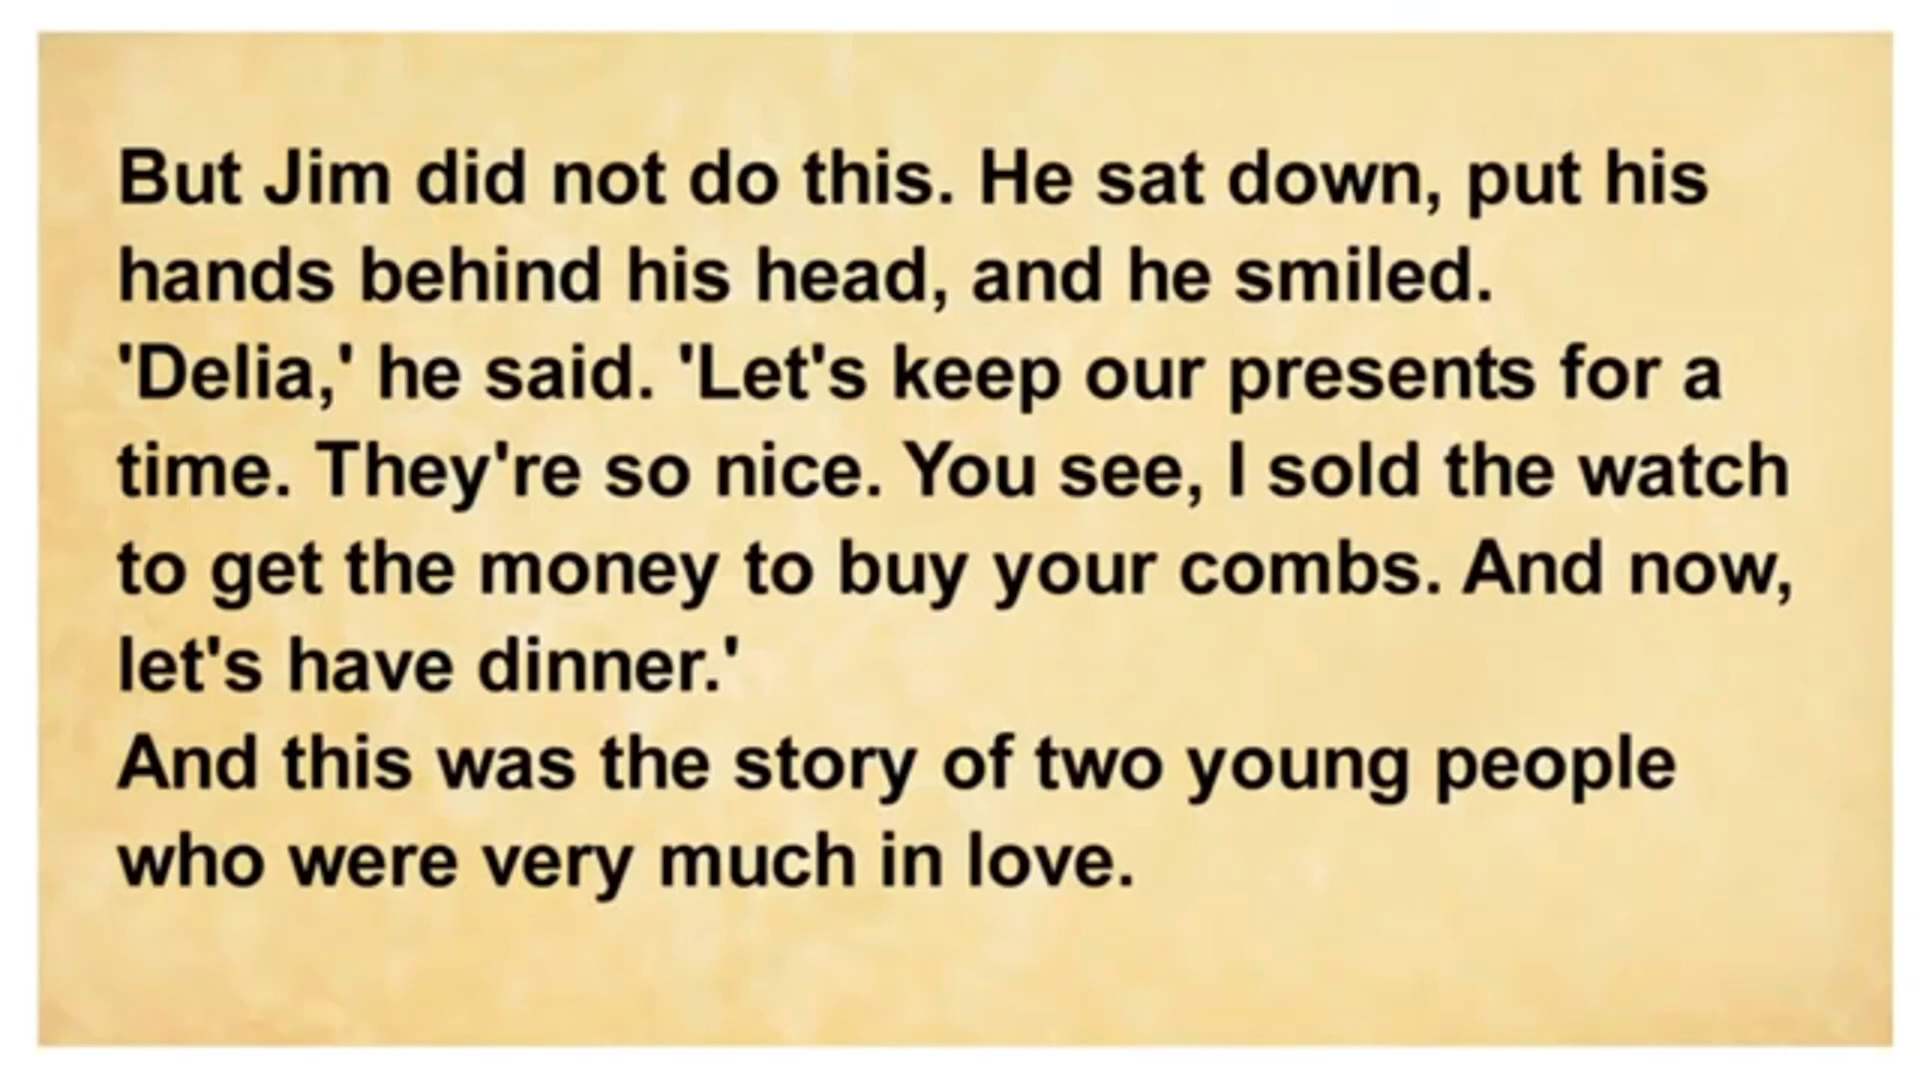 But Jim did not do this. He sat down, put his
hands behind his head, and he smiled.
'Delia,' he said. 'Let's keep our presents for a
time. They're so nice. You see, I sold the watch
to get the money to buy your combs. And now,
let's have dinner.'
And this was the story of two young people
who were very much in love.